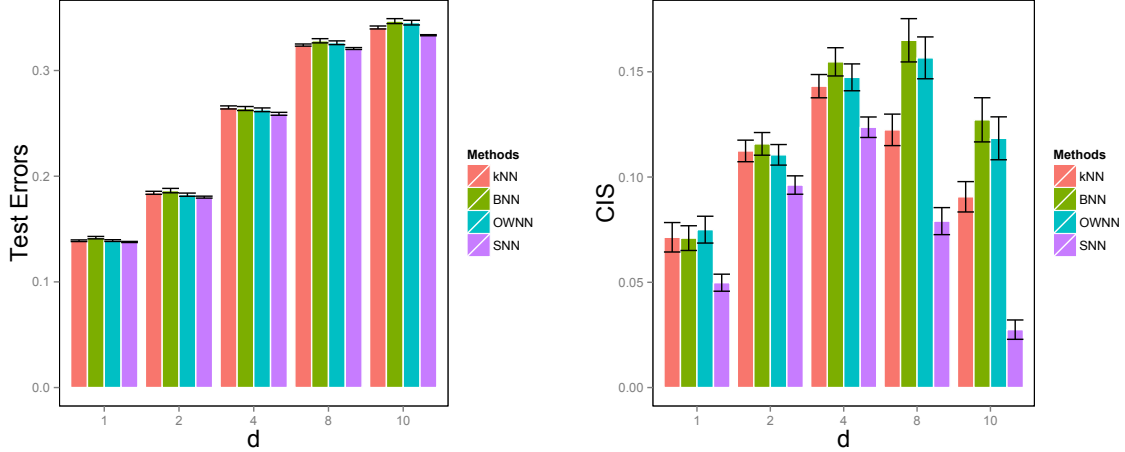 Test Errors
0.3
0.2
0.1
0.0
1 2 4 8 10
d
Methods
kNN
BNN
OWNN
SNN
CIS
0.15
0.10
0.05
0.00
1 2 4 8 10
d
Methods
kNN
BNN
OWNN
SNN